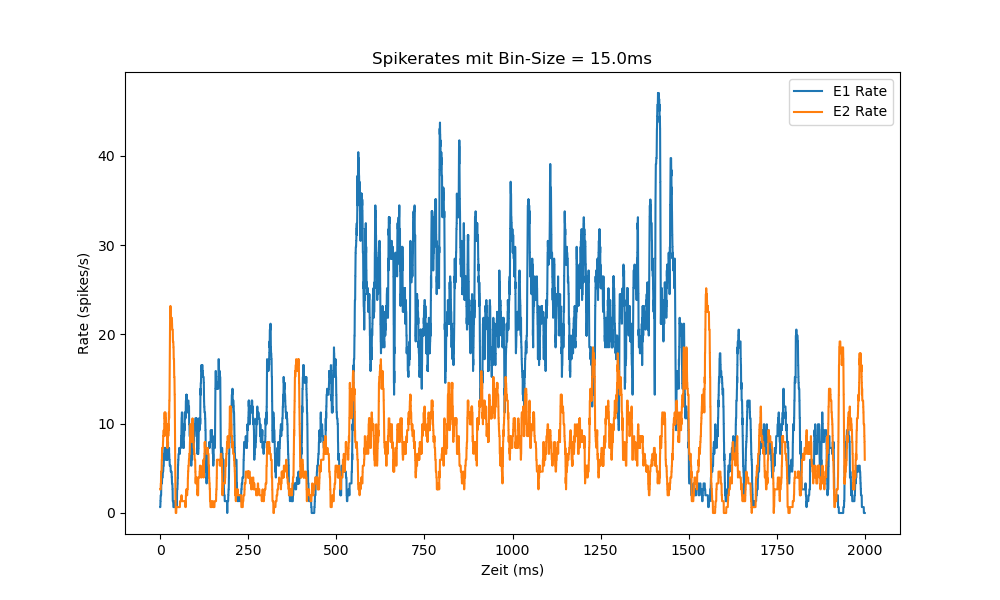 Spikerates mit Bin-Size = 15.0ms
E1 Rate
E2 Rate
Rate (spikes/s)
40
30
20
10
0
0 250 500 750 1000 1250 1500 1750 2000
Zeit (ms)